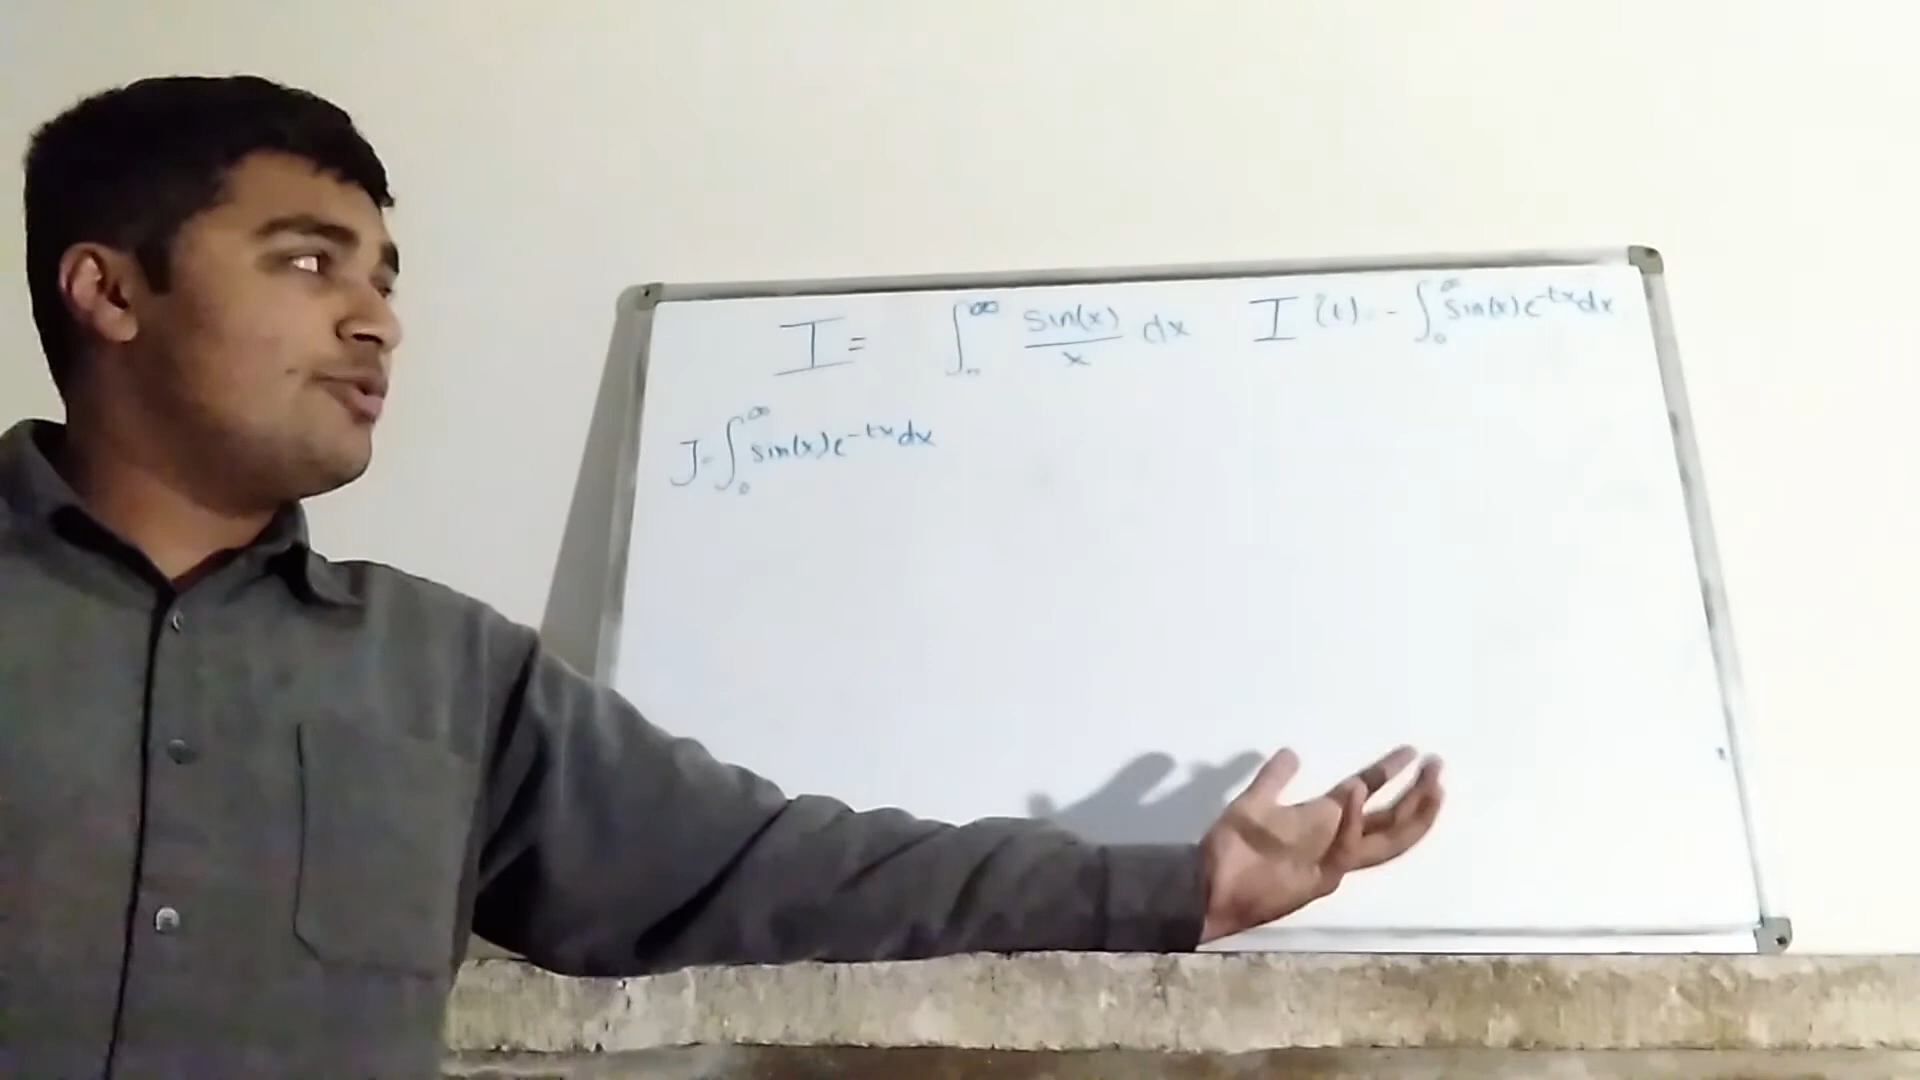 I = ∫₀^∞ sin(x)/x dx I'(t) = - ∫₀^∞ sin(x)e^-tx dx
J = ∫₀^∞ sin(x)e^-tx dx